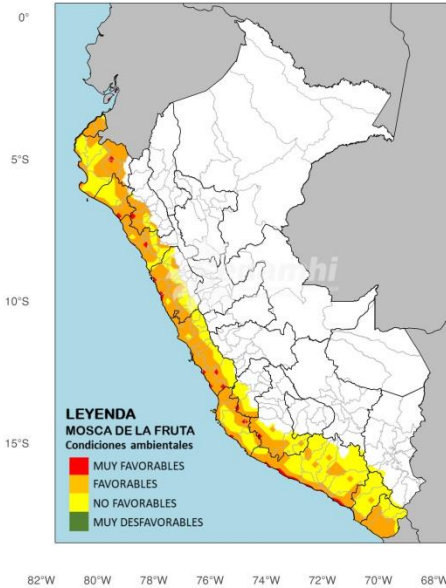 0°
5°S
10°S
15°S
LEYENDA
MOSCA DE LA FRUTA
Condiciones ambientales
MUY FAVORABLES
FAVORABLES
NO FAVORABLES
MUY DESFAVORABLES
82°W 80°W 78°W 76°W 74°W 72°W 70°W 68°W